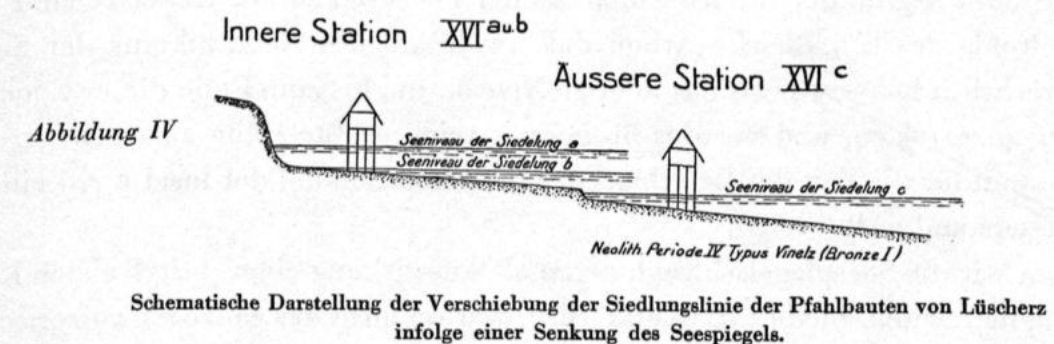 Innere Station XVI a u. b
Äussere Station XVI c
Abbildung IV
Seeniveau der Siedelung a
Seeniveau der Siedelung b
Seeniveau der Siedelung c
Neolith Periode IV Typus Vinelz (Bronze I)
Schematische Darstellung der Verschiebung der Siedlungslinie der Pfahlbauten von Lüscherz
infolge einer Senkung des Seespiegels.